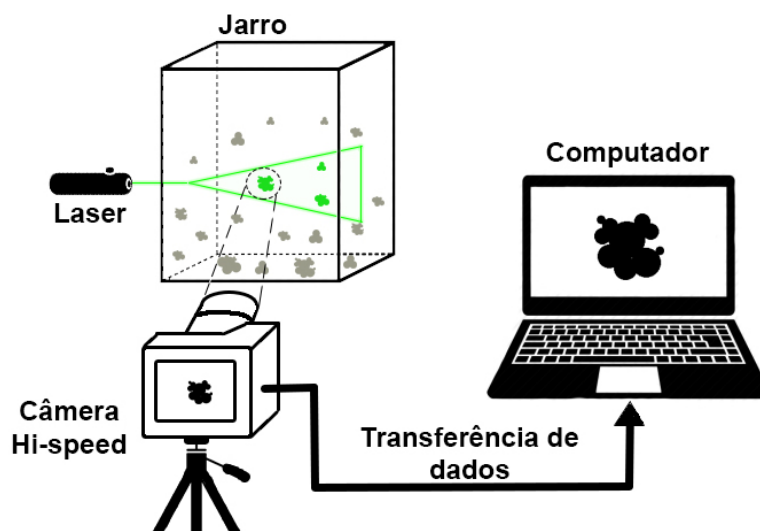 Jarro
Computador
Laser
Câmera
Hi-speed
Transferência de
dados